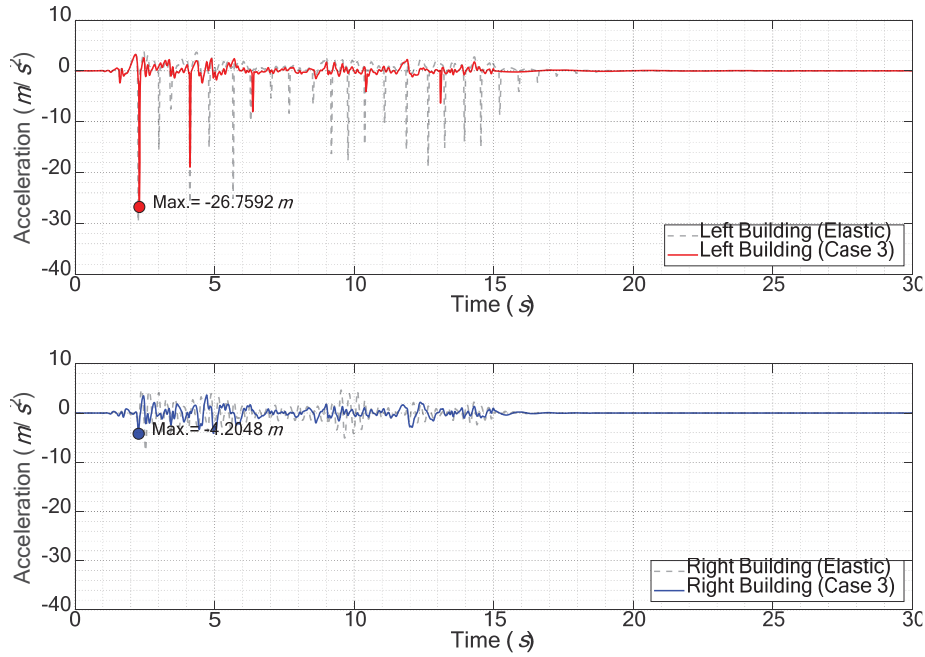 10
0
-10
-20
-30
-40
Acceleration (m/s²)
Max.= -26.7592 m
Left Building (Elastic)
Left Building (Case 3)
0 5 10 15 20 25 30
Time (s)
10
0
-10
-20
-30
-40
Acceleration (m/s²)
Max.= -4.2048 m
Right Building (Elastic)
Right Building (Case 3)
0 5 10 15 20 25 30
Time (s)